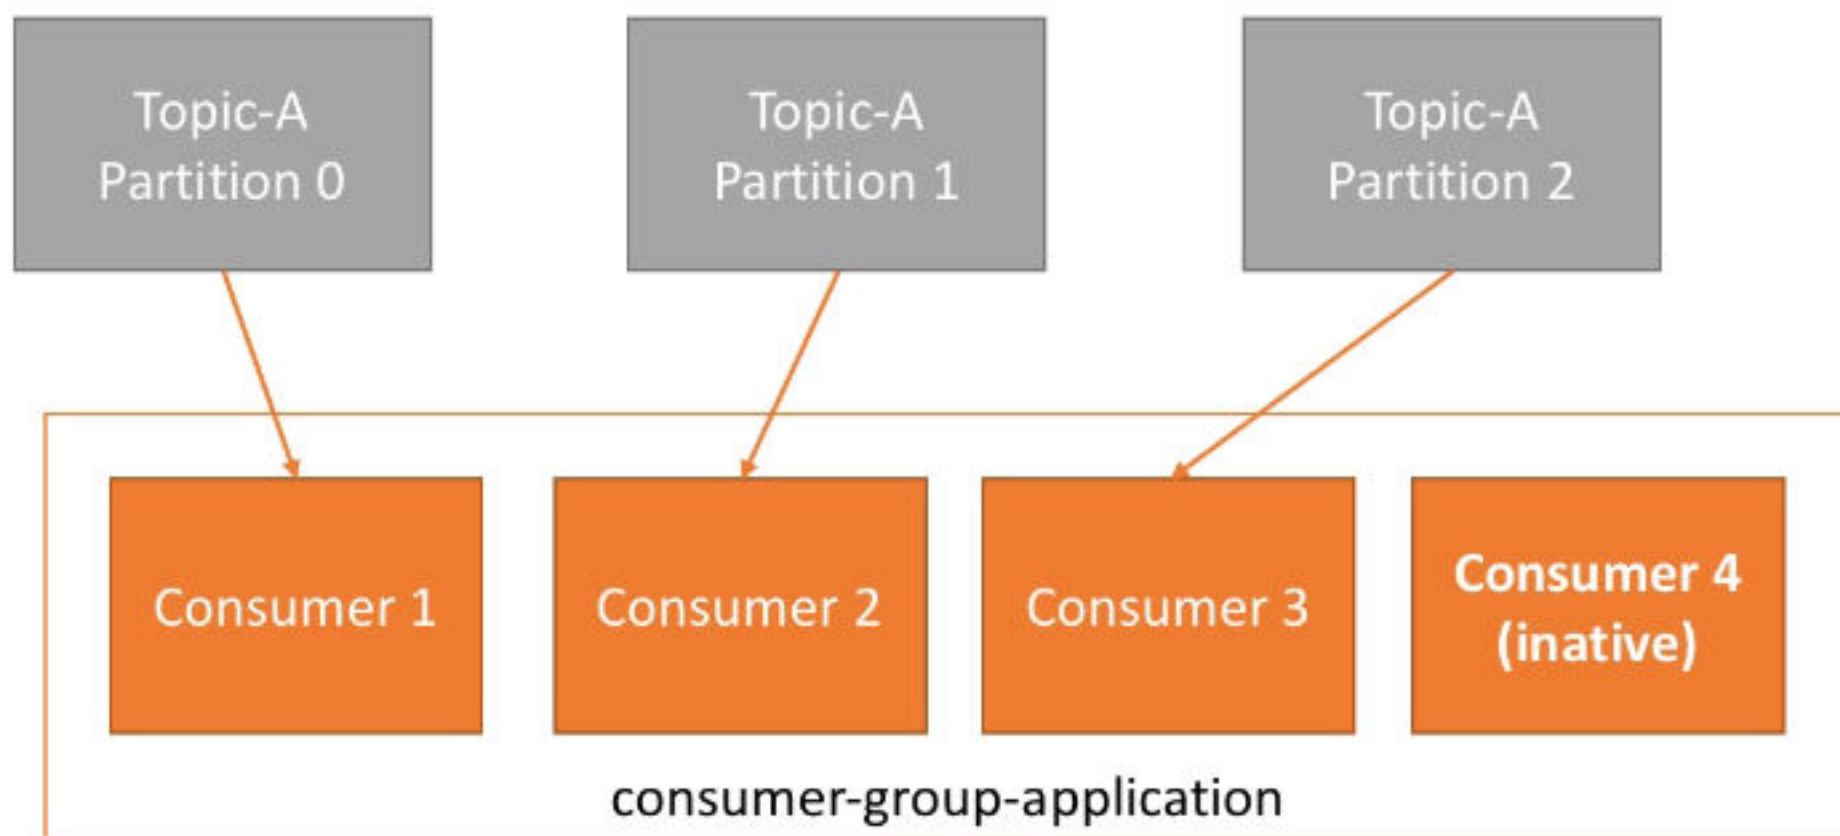 Topic-A
Partition 0
Topic-A
Partition 1
Topic-A
Partition 2
Consumer 1
Consumer 2
Consumer 3
Consumer 4
(inative)
consumer-group-application